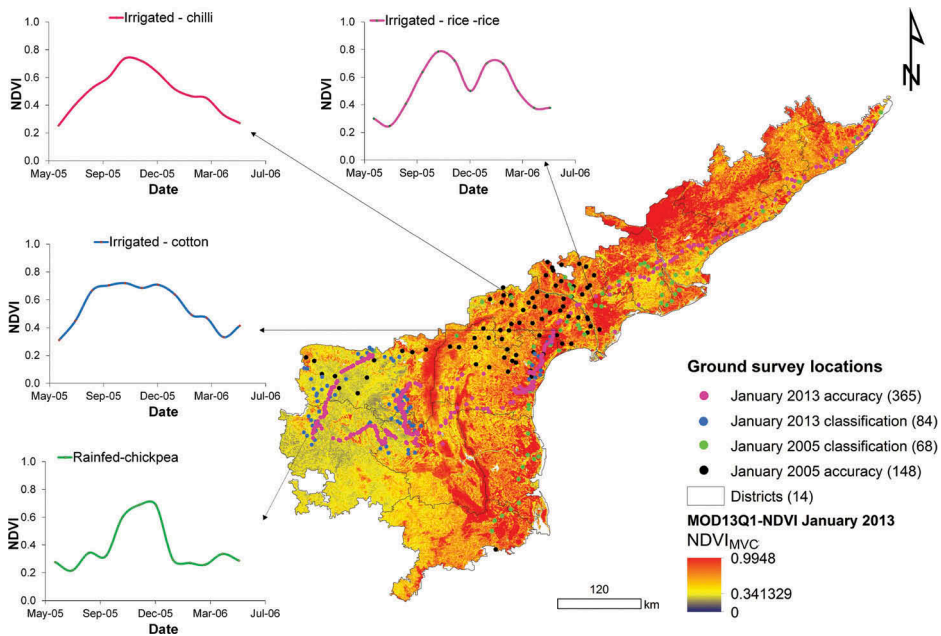 Irrigated - chilli
1.0
0.8
0.6
0.4
0.2
0.0
NDVI
May-05 Sep-05 Dec-05 Mar-06 Jul-06
Date
Irrigated - rice -rice
1.0
0.8
0.6
0.4
0.2
0.0
NDVI
May-05 Sep-05 Dec-05 Mar-06 Jul-06
Date
N
Irrigated - cotton
1.0
0.8
0.6
0.4
0.2
0.0
NDVI
May-05 Sep-05 Dec-05 Mar-06 Jul-06
Date
Rainfed-chickpea
1.0
0.8
0.6
0.4
0.2
0.0
NDVI
May-05 Sep-05 Dec-05 Mar-06 Jul-06
Date
Ground survey locations
January 2013 accuracy (365)
January 2013 classification (84)
January 2005 classification (68)
January 2005 accuracy (148)
Districts (14)
MOD13Q1-NDVI January 2013
NDVIMVC
0.9948
0.341329
0
120
km